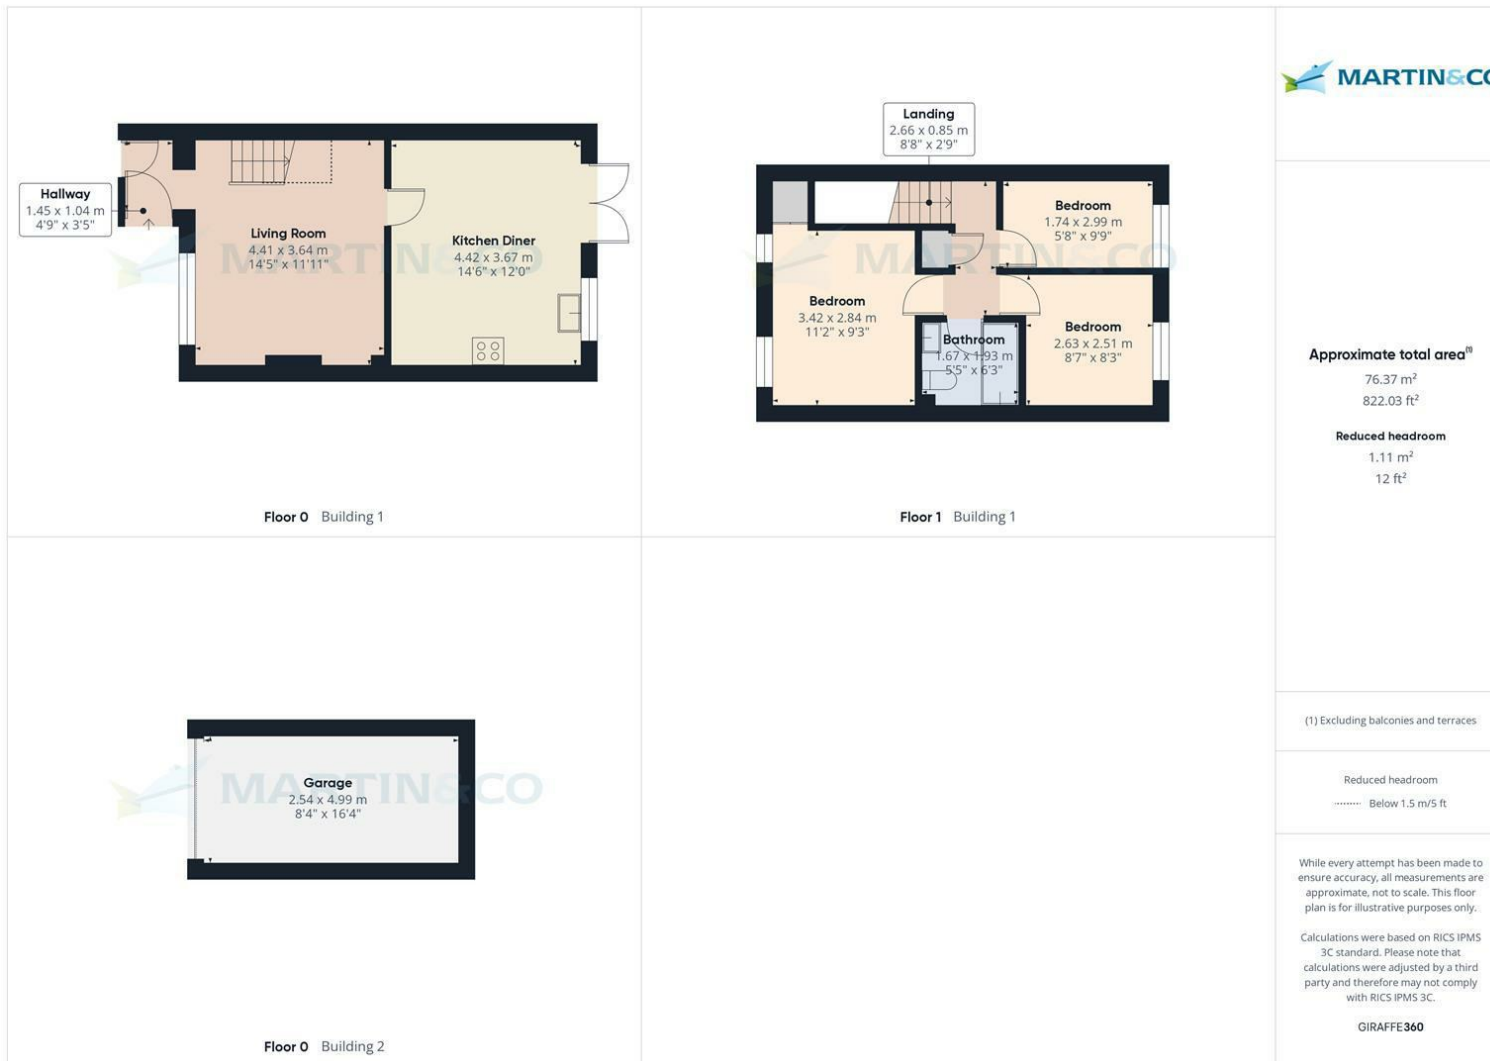 Hallway
1.45 x 1.04 m
4'9" x 3'5"
Living Room
4.41 x 3.64 m
14'5" x 11'11"
Kitchen Diner
4.42 x 3.67 m
14'6" x 12'0"
MARTIN&CO
Floor 0 Building 1
Landing
2.66 x 0.85 m
8'8" x 2'9"
Bedroom
1.74 x 2.99 m
5'8" x 9'9"
Bedroom
3.42 x 2.84 m
11'2" x 9'3"
Bathroom
1.67 x 1.93 m
5'5" x 6'3"
Bedroom
2.63 x 2.51 m
8'7" x 8'3"
MARTIN&CO
Floor 1 Building 1
Garage
2.54 x 4.99 m
8'4" x 16'4"
MARTIN&CO
Floor 0 Building 2
MARTIN&CO
Approximate total area(1)
76.37 m²
822.03 ft²
Reduced headroom
1.11 m²
12 ft²
(1) Excluding balconies and terraces
Reduced headroom
Below 1.5 m/5 ft
While every attempt has been made to
ensure accuracy, all measurements are
approximate, not to scale. This floor
plan is for illustrative purposes only.
Calculations were based on RICS IPMS
3C standard. Please note that
calculations were adjusted by a third
party and therefore may not comply
with RICS IPMS 3C.
GIRAFFE360